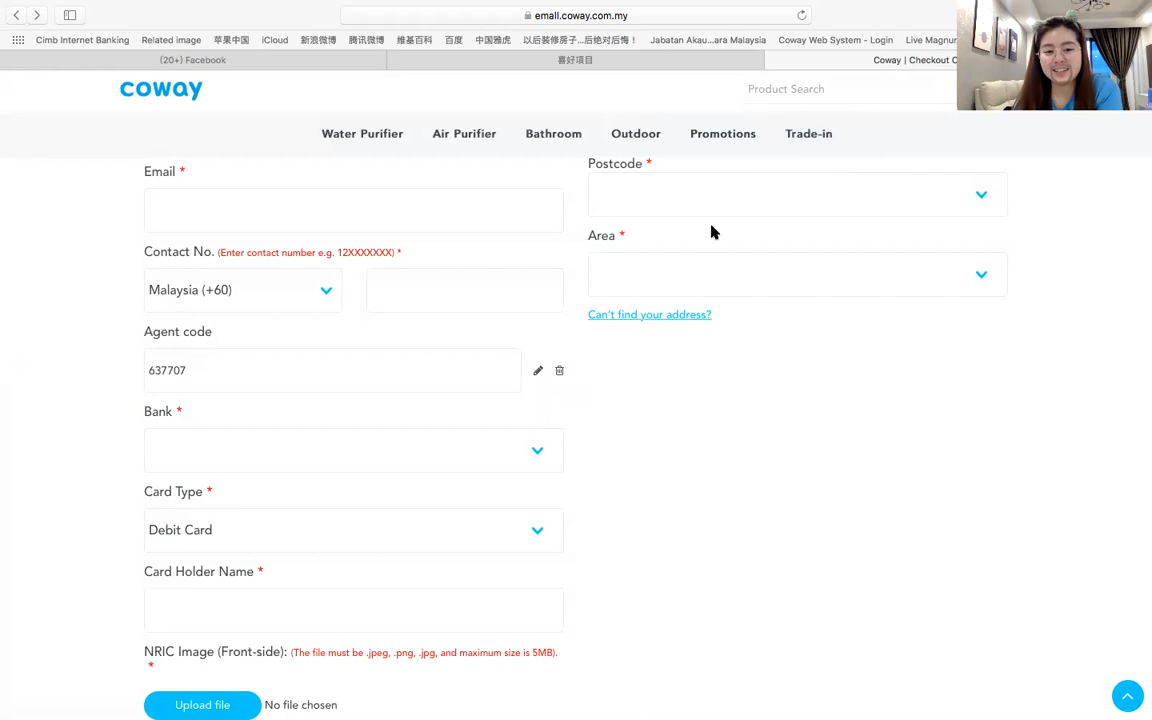 emall.coway.com.my
Cimb Internet Banking
Related image
苹果中国
iCloud
新浪微博
腾讯微博
维基百科
百度
中国雅虎
以后装修房子...后绝对后悔！
Jabatan Akau...ara Malaysia
Coway Web System - Login
Live Magnu
(20+) Facebook
喜好項目
Coway | Checkout C
coway
Product Search
Water Purifier
Air Purifier
Bathroom
Outdoor
Promotions
Trade-in
Email *
Contact No. (Enter contact number e.g. 12XXXXXXX) *
Malaysia (+60)
Agent code
637707
Bank *
Card Type *
Debit Card
Card Holder Name *
NRIC Image (Front-side): (The file must be .jpeg, .png, .jpg, and maximum size is 5MB).
*
Upload file No file chosen
Postcode *
Area *
Can't find your address?